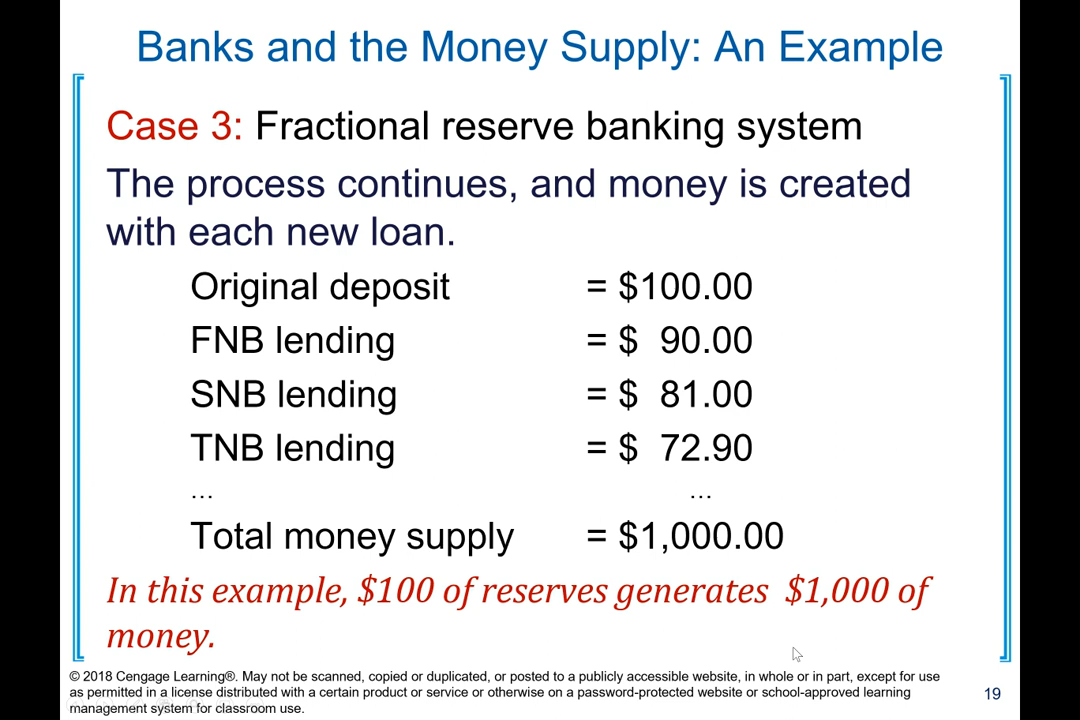 Banks and the Money Supply: An Example
Case 3: Fractional reserve banking system
The process continues, and money is created
with each new loan.
Original deposit = $100.00
FNB lending = $ 90.00
SNB lending = $ 81.00
TNB lending = $ 72.90
... ...
Total money supply = $1,000.00
In this example, $100 of reserves generates $1,000 of
money.
© 2018 Cengage Learning®. May not be scanned, copied or duplicated, or posted to a publicly accessible website, in whole or in part, except for use
as permitted in a license distributed with a certain product or service or otherwise on a password-protected website or school-approved learning
management system for classroom use.
19